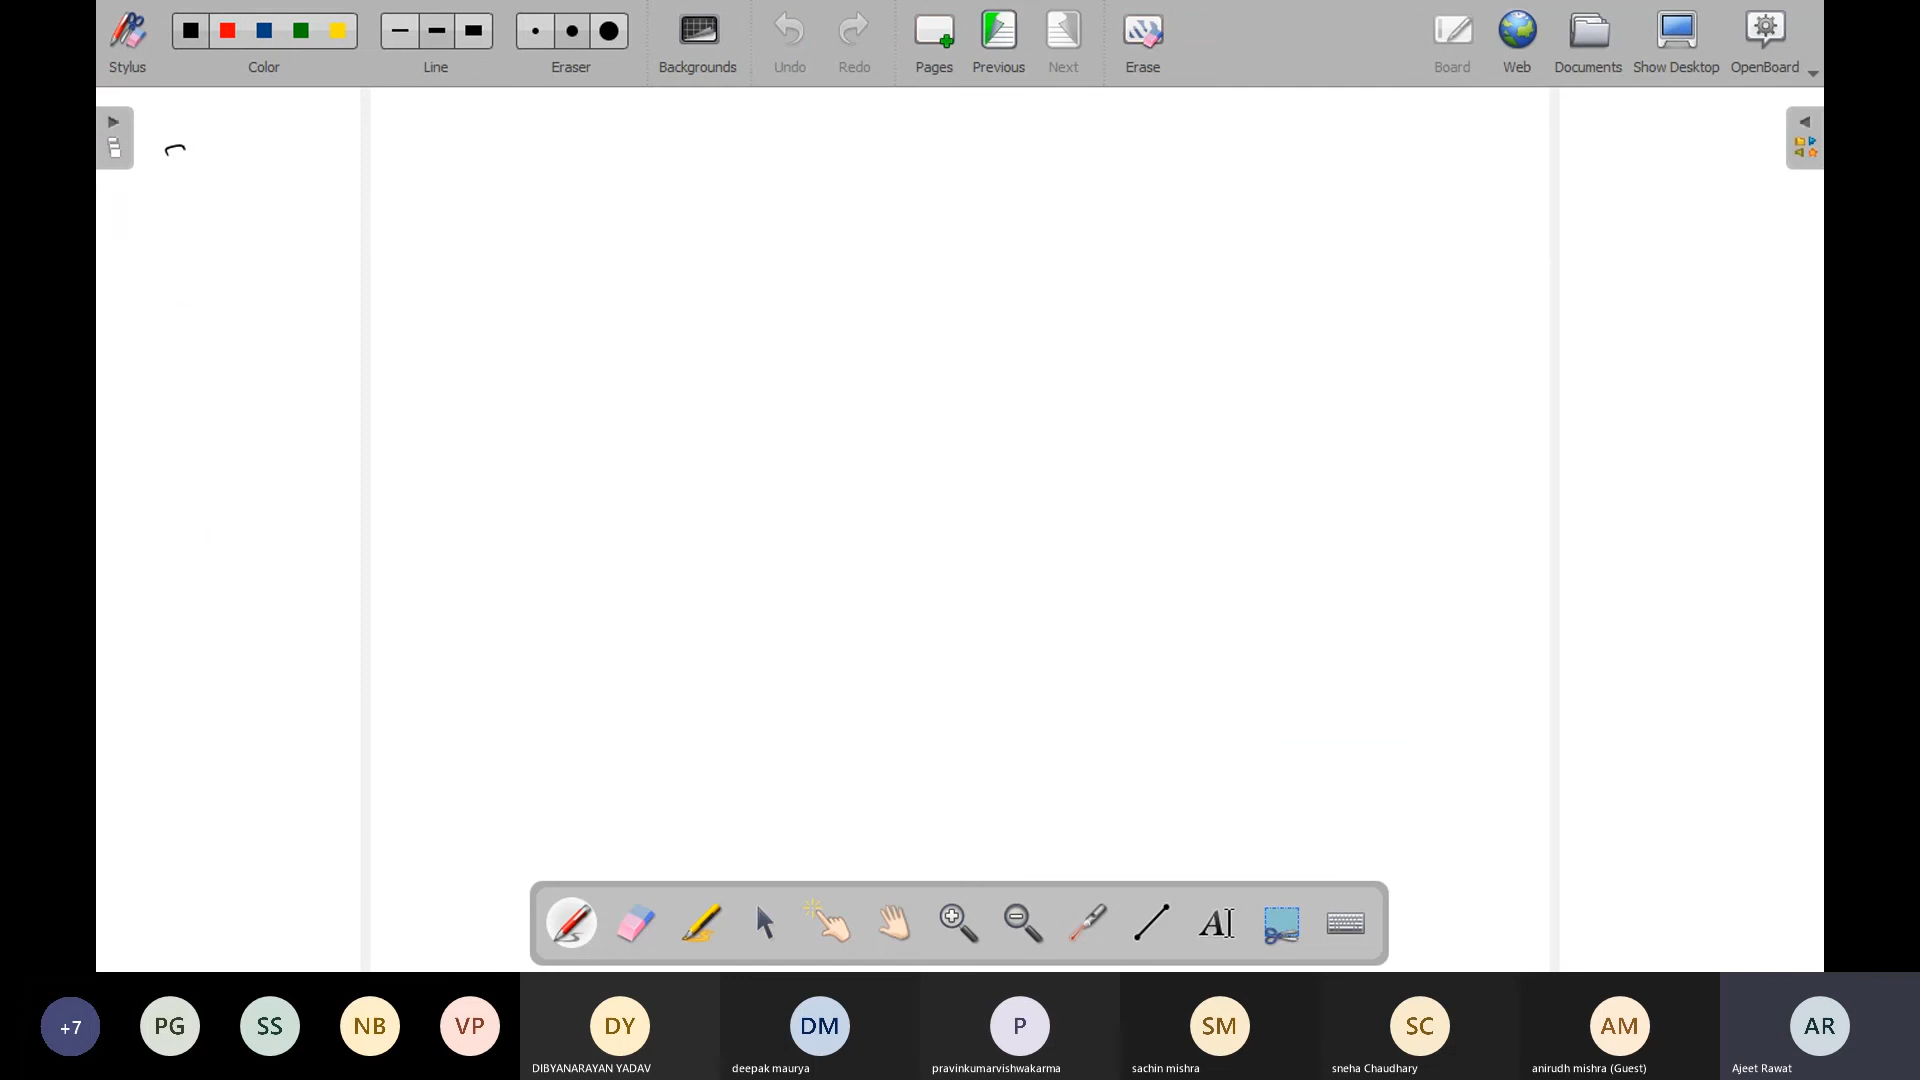 Stylus Color Line Eraser Backgrounds Undo Redo Pages Previous Next Erase Board Web Documents Show Desktop OpenBoard
AI
+7 PG SS NB VP DY DM P SM SC AM AR
DIBYANARAYAN YADAV deepak maurya pravinkumarvishwakarma sachin mishra sneha Chaudhary anirudh mishra (Guest) Ajeet Rawat